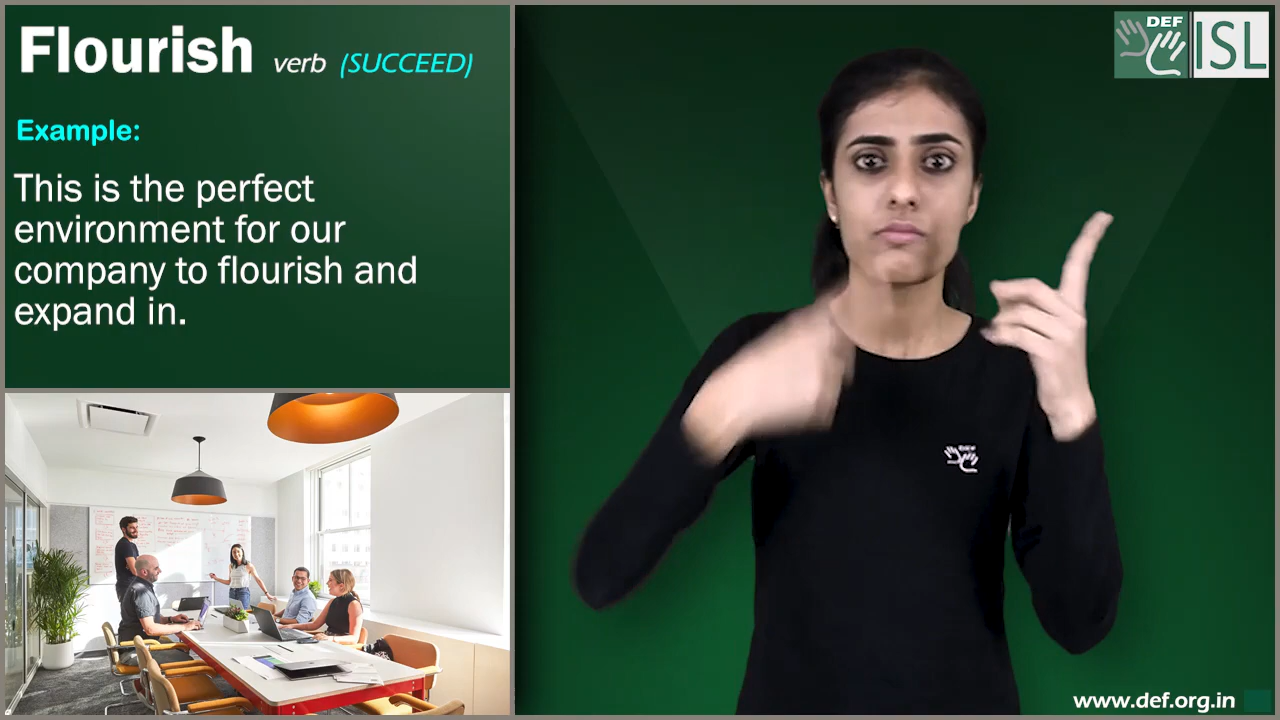 Flourish verb (SUCCEED)
Example:
This is the perfect
environment for our
company to flourish and
expand in.
DEF
ISL
DEF
www.def.org.in